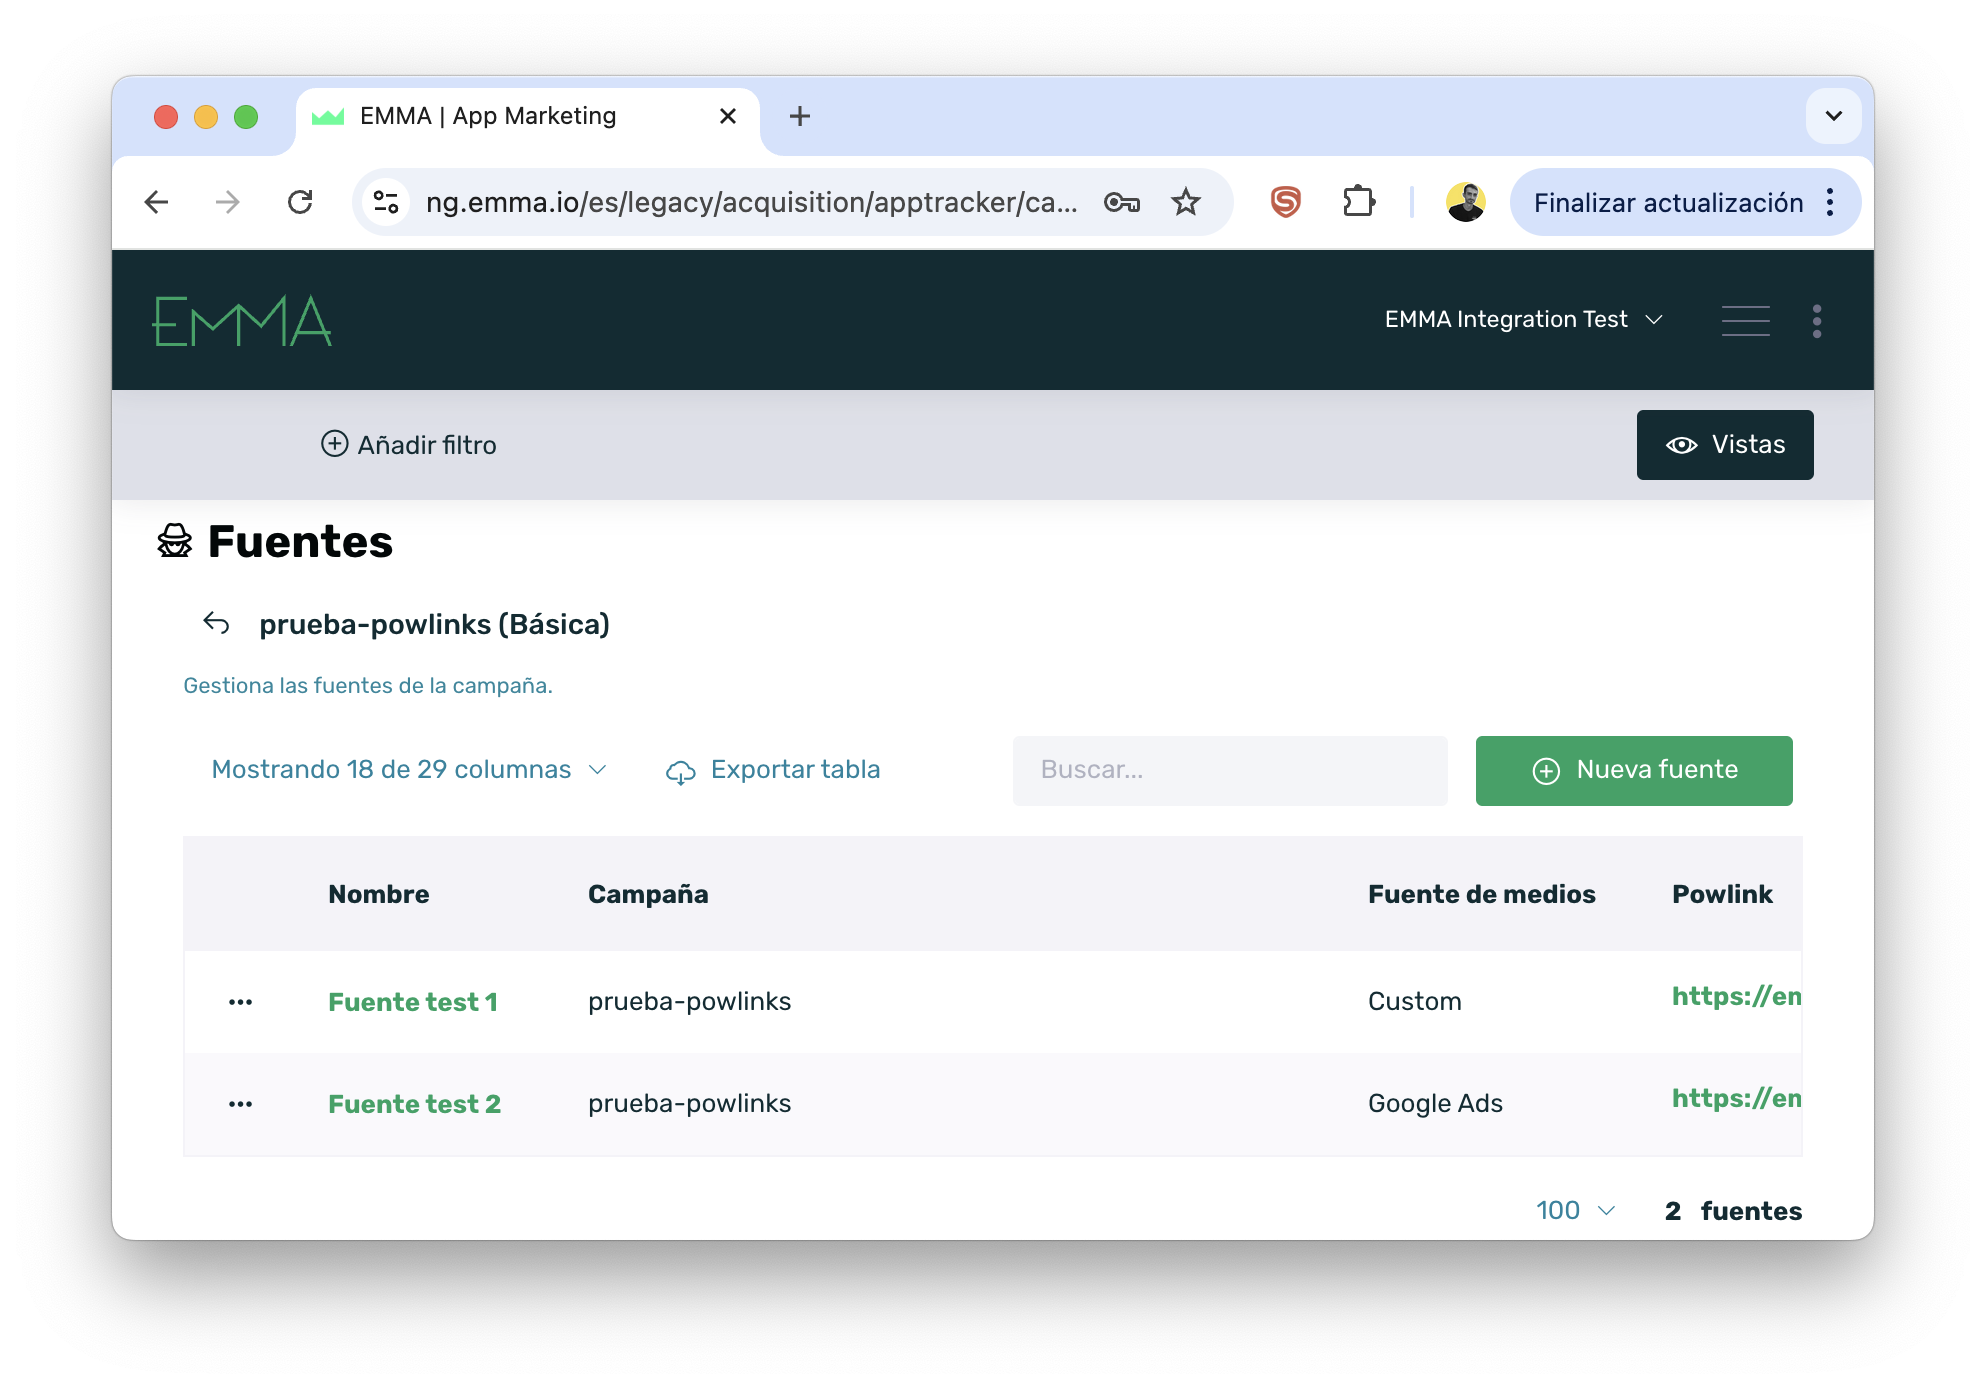 EMMA | App Marketing
ng.emma.io/es/legacy/acquisition/apptracker/ca...
Finalizar actualización
EMMA
EMMA Integration Test
Añadir filtro
Vistas
Fuentes
prueba-powlinks (Básica)
Gestiona las fuentes de la campaña.
Mostrando 18 de 29 columnas
Exportar tabla
Buscar...
Nueva fuente
Nombre Campaña Fuente de medios Powlink
Fuente test 1 prueba-powlinks Custom https://em
Fuente test 2 prueba-powlinks Google Ads https://em
100 2 fuentes